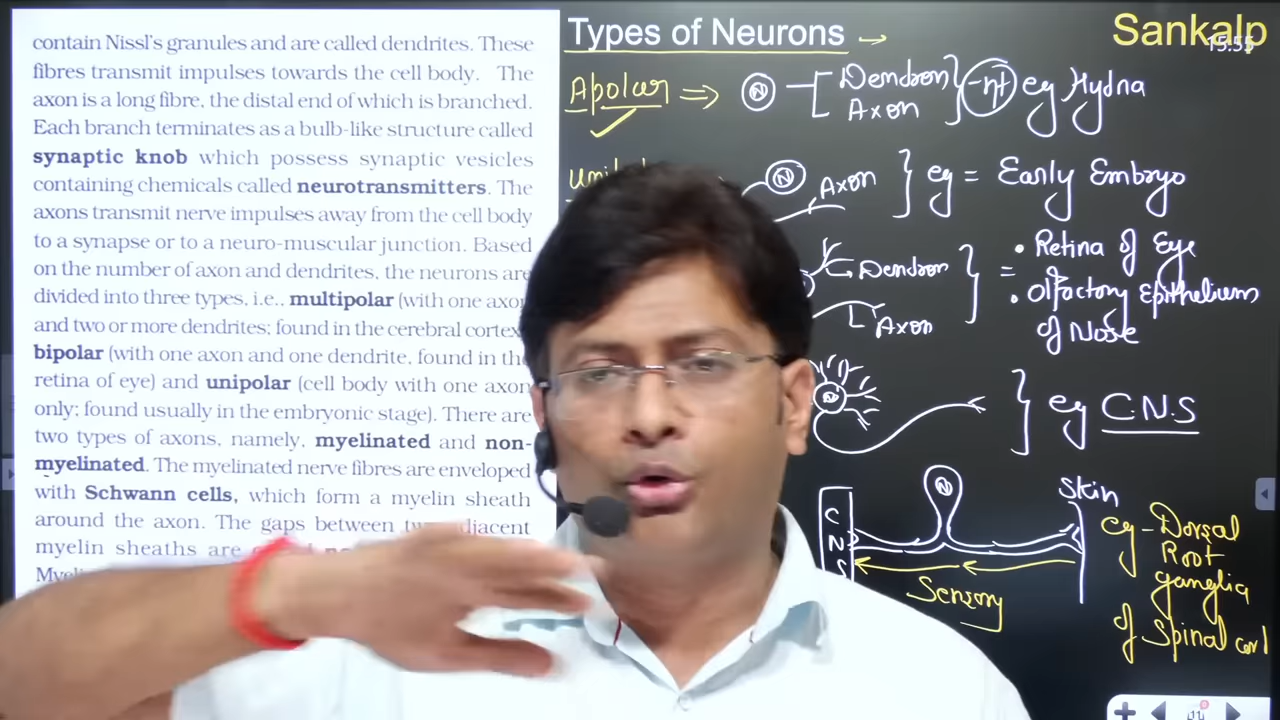 contain Nissl's granules and are called dendrites. These
fibres transmit impulses towards the cell body. The
axon is a long fibre, the distal end of which is branched.
Each branch terminates as a bulb-like structure called
synaptic knob which possess synaptic vesicles
containing chemicals called neurotransmitters. The
axons transmit nerve impulses away from the cell body
to a synapse or to a neuro-muscular junction. Based
on the number of axon and dendrites, the neurons are
divided into three types, i.e., multipolar (with one axon
and two or more dendrites; found in the cerebral cortex
bipolar (with one axon and one dendrite, found in the
retina of eye) and unipolar (cell body with one axon
only; found usually in the embryonic stage). There are
two types of axons, namely, myelinated and non-
myelinated. The myelinated nerve fibres are enveloped
with Schwann cells, which form a myelin sheath
around the axon. The gaps between adjacent
myelin sheaths are
Types of Neurons →
Sankalp
15:55
Apolar ⇒ N Dendron
Axon
eg Hydra
N Axon } eg = Early Embryo
Dendron
Axon
} = • Retina of Eye
• Olfactory Epithelium
of Nose
N } eg C.N.S
C
N
S
N
Skin
Sensory
eg - Dorsal
Root
ganglia
of Spinal cord